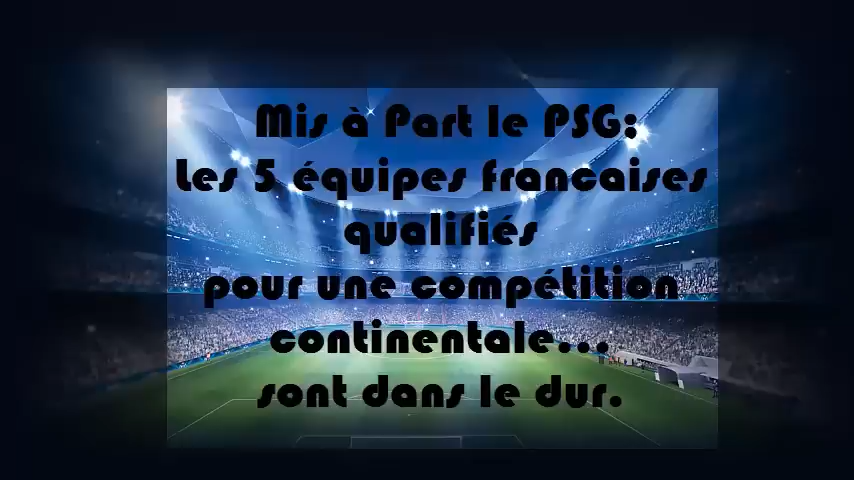 Mis à Part le PSG:
Les 5 équipes francaises
qualifiés
pour une compétition
continentale...
sont dans le dur.